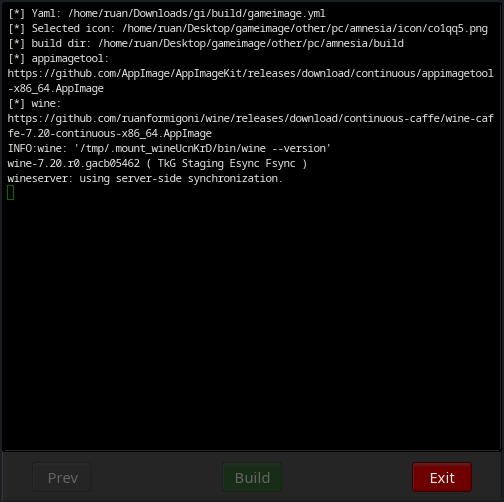 [*] Yaml: /home/ruan/Downloads/gi/build/gameimage.yml
[*] Selected icon: /home/ruan/Desktop/gameimage/other/pc/amnesia/icon/co1qq5.png
[*] build dir: /home/ruan/Desktop/gameimage/other/pc/amnesia/build
[*] appimagetool:
https://github.com/AppImage/AppImageKit/releases/download/continuous/appimagetool
-x86_64.AppImage
[*] wine:
https://github.com/ruanformigoni/wine/releases/download/continuous-caffe/wine-caf
fe-7.20-continuous-x86_64.AppImage
INFO:wine: '/tmp/.mount_wineUcnKrD/bin/wine --version'
wine-7.20.r0.gacb05462 ( TkG Staging Esync Fsync )
wineserver: using server-side synchronization.
Prev Build Exit